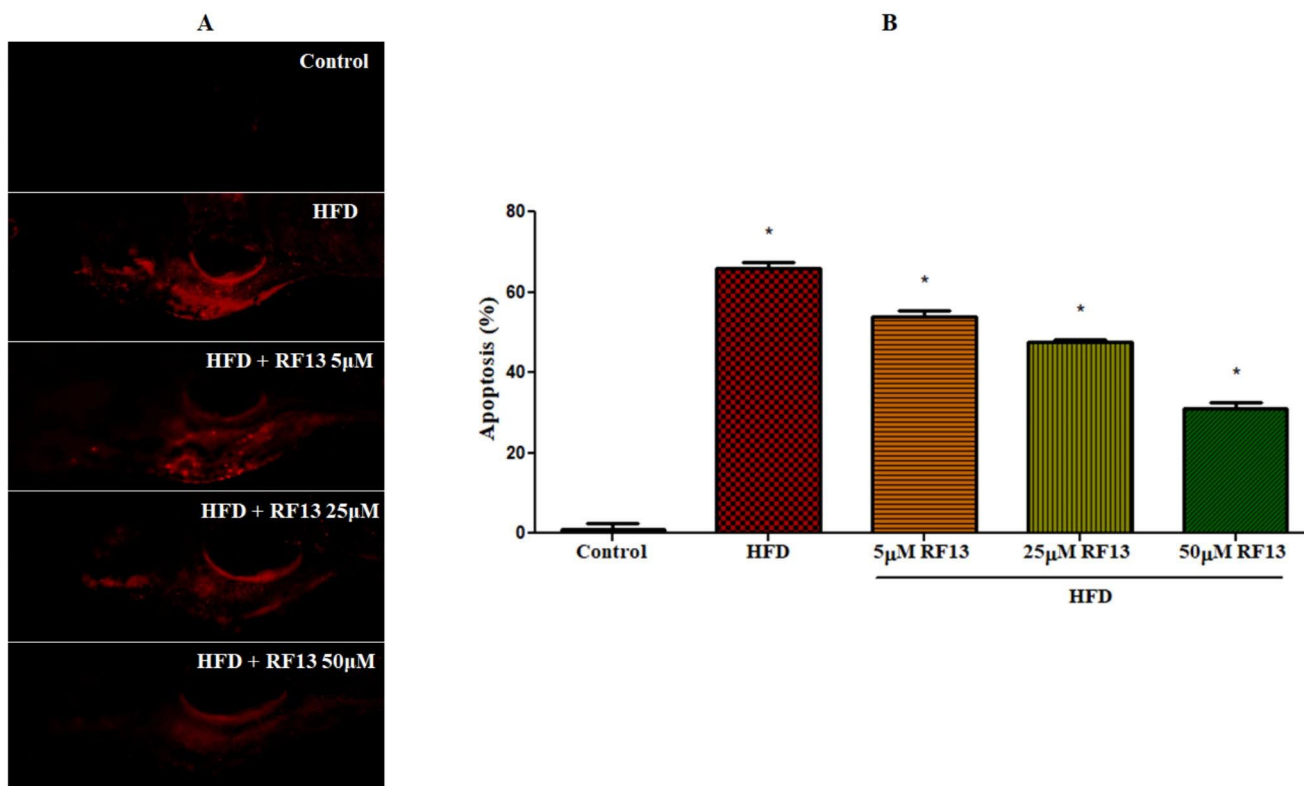 A
Control
HFD
HFD + RF13 5μM
HFD + RF13 25μM
HFD + RF13 50μM
B
Apoptosis (%)
80
60
40
20
0
*
*
*
*
Control
HFD
5μM RF13
25μM RF13
50μM RF13
HFD